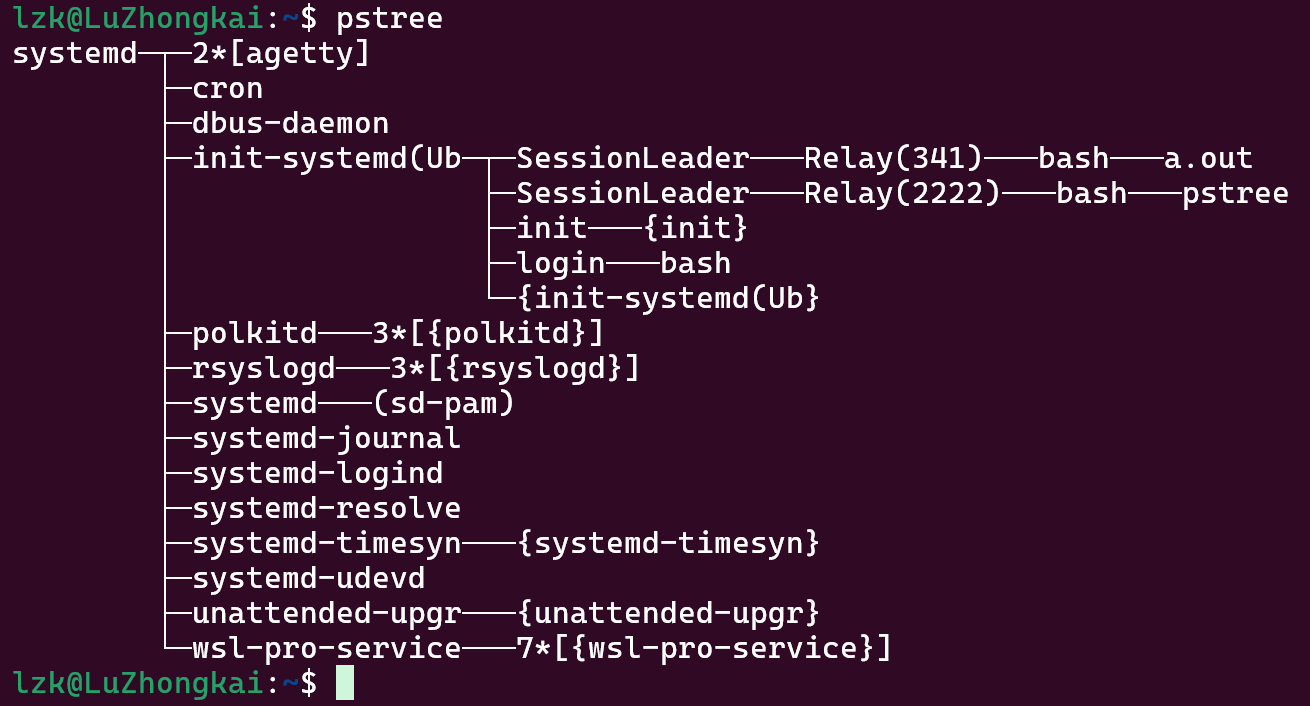 lzk@LuZhongkai:~$ pstree
systemd─┬─2*[agetty]
        ├─cron
        ├─dbus-daemon
        ├─init-systemd(Ub─┬─SessionLeader───Relay(341)───bash───a.out
        │                 ├─SessionLeader───Relay(2222)───bash───pstree
        │                 ├─init───{init}
        │                 ├─login───bash
        │                 └─{init-systemd(Ub}
        ├─polkitd───3*[{polkitd}]
        ├─rsyslogd───3*[{rsyslogd}]
        ├─systemd───(sd-pam)
        ├─systemd-journal
        ├─systemd-logind
        ├─systemd-resolve
        ├─systemd-timesyn───{systemd-timesyn}
        ├─systemd-udevd
        ├─unattended-upgr───{unattended-upgr}
        └─wsl-pro-service───7*[{wsl-pro-service}]
lzk@LuZhongkai:~$